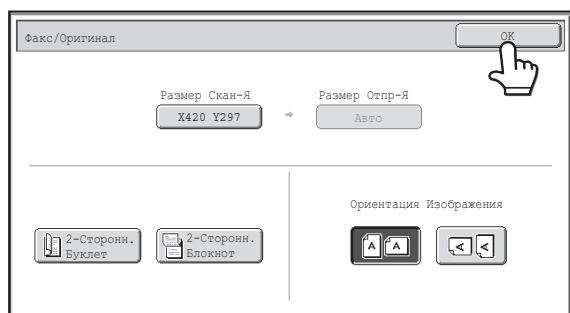 Факс/Оригинал
OK
Размер Скан-Я
Размер Отпр-Я
X420 Y297
Авто
2-Сторонн.
Буклет
2-Сторонн.
Блокнот
Ориентация Изображения
A A
A A